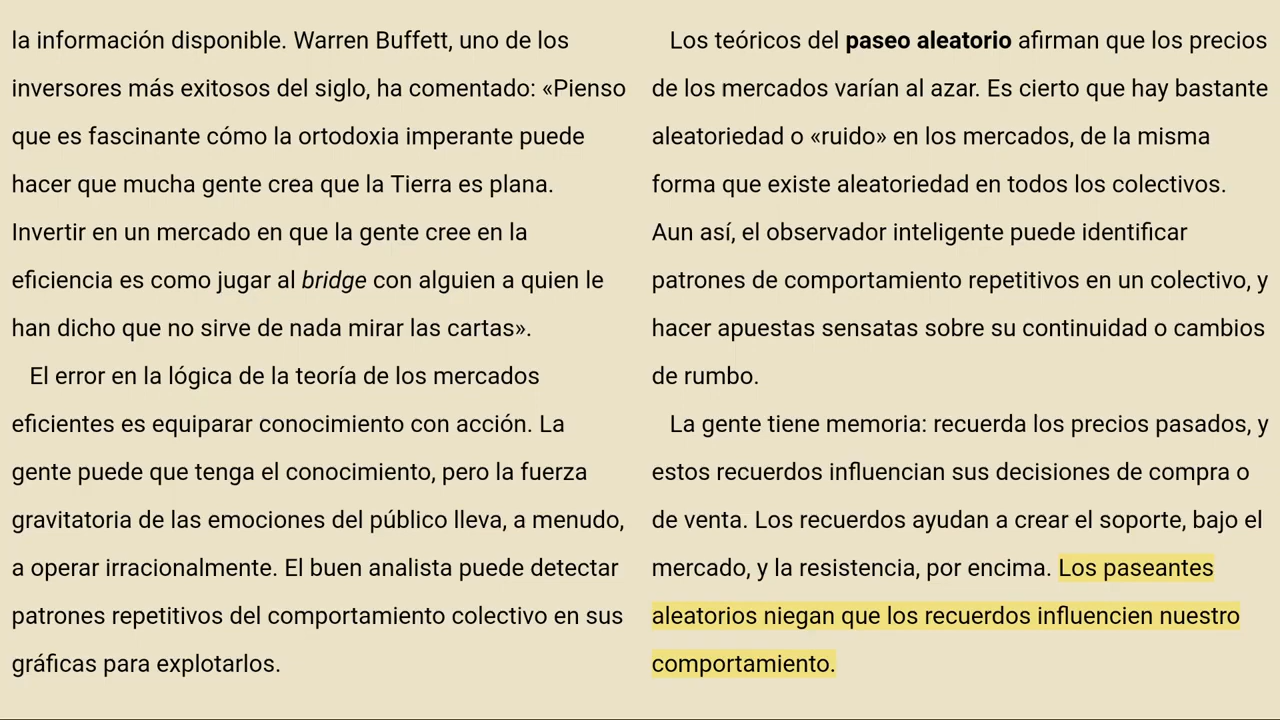 la información disponible. Warren Buffett, uno de los
inversores más exitosos del siglo, ha comentado: «Pienso
que es fascinante cómo la ortodoxia imperante puede
hacer que mucha gente crea que la Tierra es plana.
Invertir en un mercado en que la gente cree en la
eficiencia es como jugar al bridge con alguien a quien le
han dicho que no sirve de nada mirar las cartas».
El error en la lógica de la teoría de los mercados
eficientes es equiparar conocimiento con acción. La
gente puede que tenga el conocimiento, pero la fuerza
gravitatoria de las emociones del público lleva, a menudo,
a operar irracionalmente. El buen analista puede detectar
patrones repetitivos del comportamiento colectivo en sus
gráficas para explotarlos.
Los teóricos del paseo aleatorio afirman que los precios
de los mercados varían al azar. Es cierto que hay bastante
aleatoriedad o «ruido» en los mercados, de la misma
forma que existe aleatoriedad en todos los colectivos.
Aun así, el observador inteligente puede identificar
patrones de comportamiento repetitivos en un colectivo, y
hacer apuestas sensatas sobre su continuidad o cambios
de rumbo.
La gente tiene memoria: recuerda los precios pasados, y
estos recuerdos influencian sus decisiones de compra o
de venta. Los recuerdos ayudan a crear el soporte, bajo el
mercado, y la resistencia, por encima. Los paseantes
aleatorios niegan que los recuerdos influencien nuestro
comportamiento.